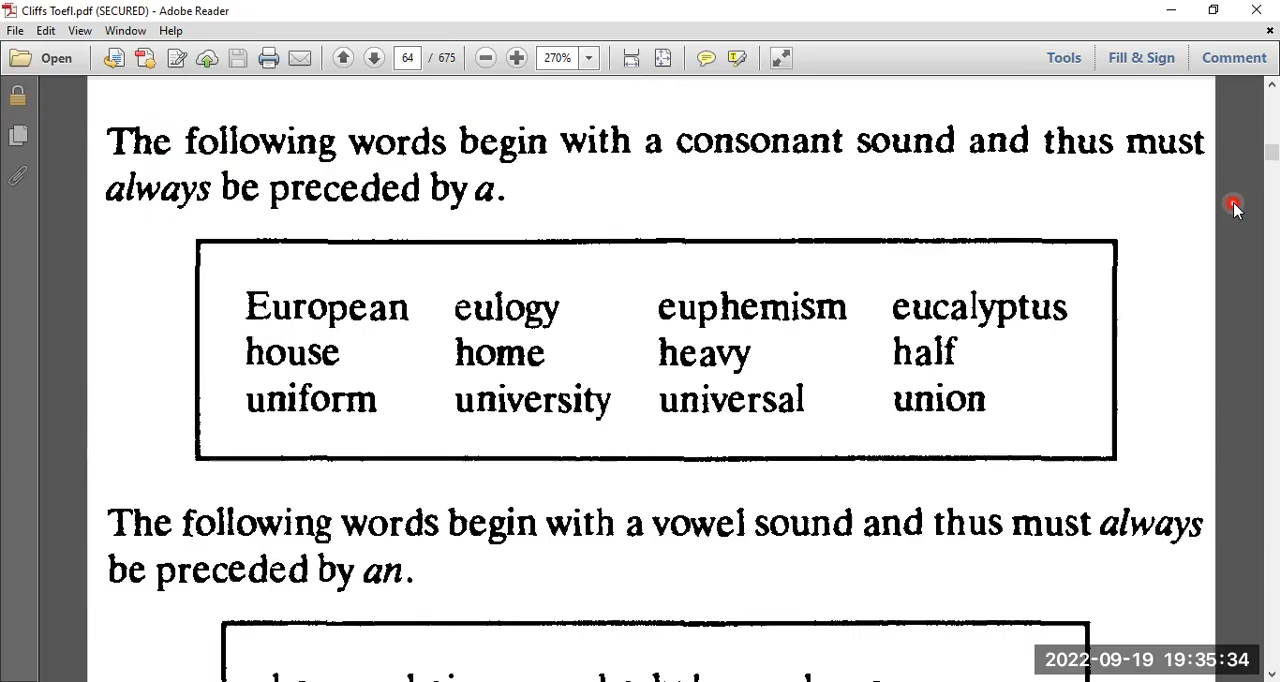 Cliffs Toefl.pdf (SECURED) - Adobe Reader
File Edit View Window Help
Open 64 / 675 270% Tools Fill & Sign Comment
The following words begin with a consonant sound and thus must
always be preceded by a.
European eulogy euphemism eucalyptus
house home heavy half
uniform university universal union
The following words begin with a vowel sound and thus must always
be preceded by an.
2022-09-19 19:35:34